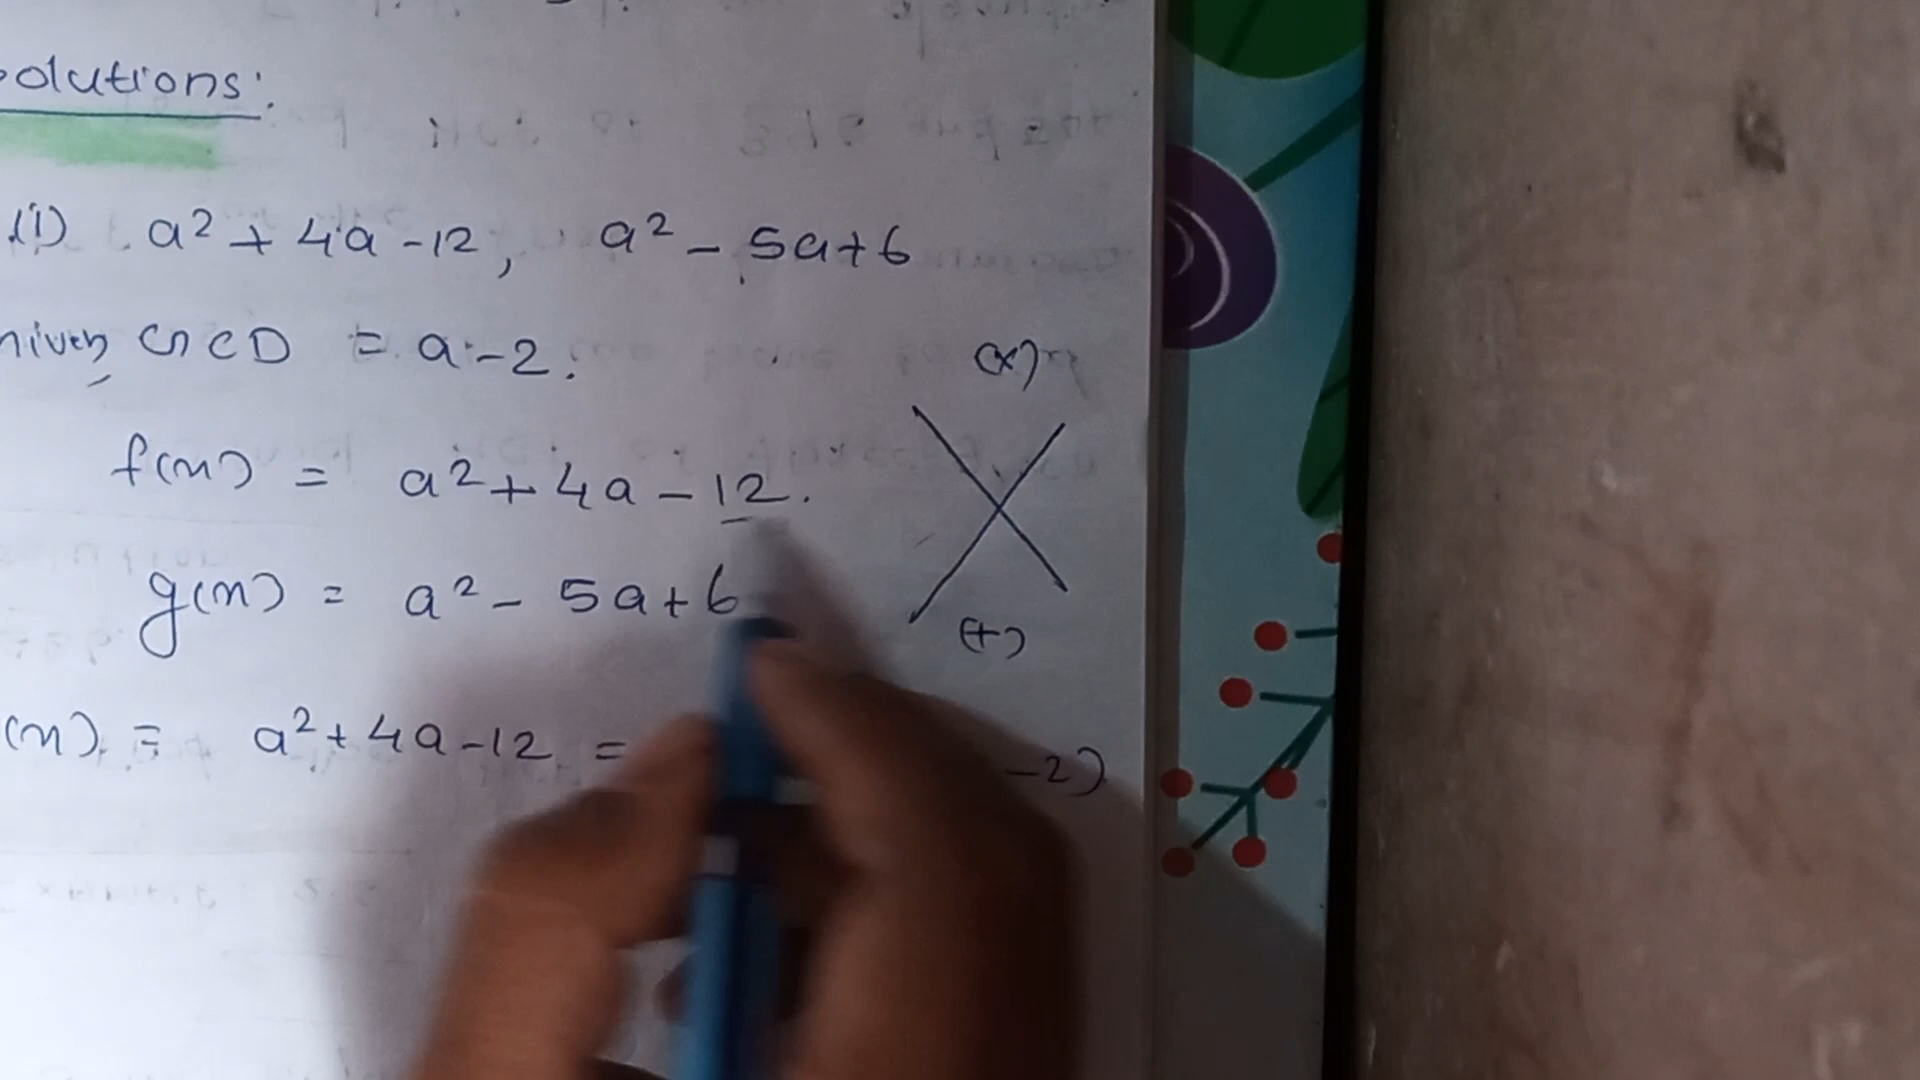 olutions:
(i) a² + 4a - 12, a² - 5a + 6
GCD = a - 2.
(x)
f(x) = a² + 4a - 12.
g(x) = a² - 5a + 6
(+)
(x) = a² + 4a - 12 = -2)